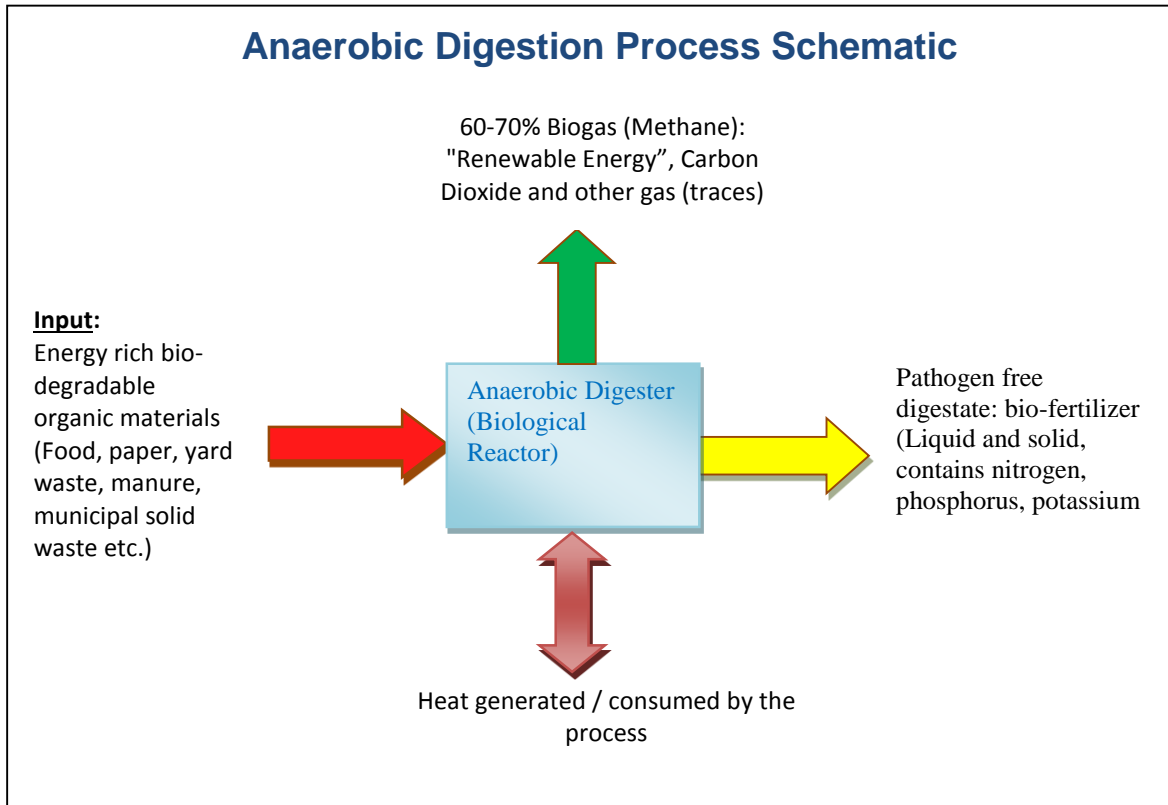 Anaerobic Digestion Process Schematic
60-70% Biogas (Methane):
"Renewable Energy”, Carbon
Dioxide and other gas (traces)
Input:
Energy rich bio-
degradable
organic materials
(Food, paper, yard
waste, manure,
municipal solid
waste etc.)
Anaerobic Digester
(Biological
Reactor)
Pathogen free
digestate: bio-fertilizer
(Liquid and solid,
contains nitrogen,
phosphorus, potassium
Heat generated / consumed by the
process